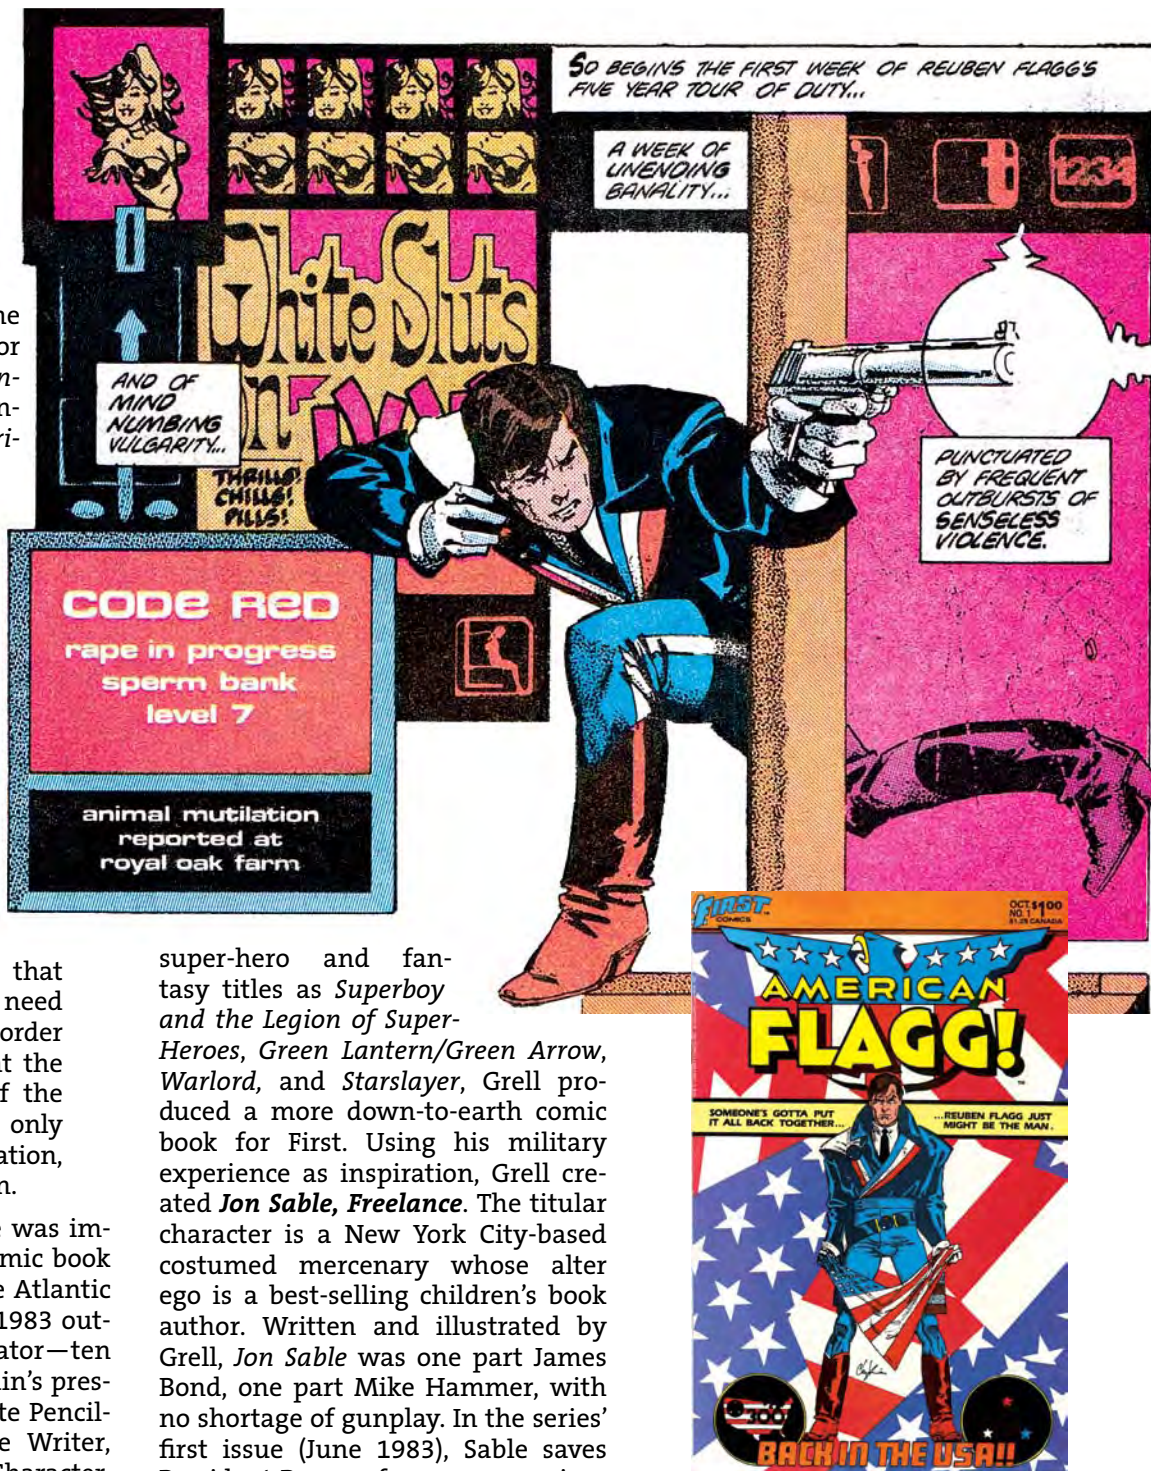 SO BEGINS THE FIRST WEEK OF REUBEN FLAGG'S
FIVE YEAR TOUR OF DUTY...
A WEEK OF
UNENDING
BANALITY...
12:34
White Sluts
on
THRILLS!
CHILLS!
PILLS!
AND OF
MIND
NUMBING
VULGARITY...
PUNCTUATED
BY FREQUENT
OUTBURSTS OF
SENSELESS
VIOLENCE.
CODE RED
rape in progress
sperm bank
level 7
animal mutilation
reported at
royal oak farm
that
need
order
the
the
only
was im-
book
Atlantic
1983 out-
ten
pres-
Pencil-
Writer,
super-hero and fan-
tasy titles as Superboy
and the Legion of Super-
Heroes, Green Lantern/Green Arrow,
Warlord, and Starslayer, Grell pro-
duced a more down-to-earth comic
book for First. Using his military
experience as inspiration, Grell cre-
ated Jon Sable, Freelance. The titular
character is a New York City-based
costumed mercenary whose alter
ego is a best-selling children's book
author. Written and illustrated by
Grell, Jon Sable was one part James
Bond, one part Mike Hammer, with
no shortage of gunplay. In the series'
first issue (June 1983), Sable saves
FIRST
COMICS
OCT. $1.00
NO. 1
$1.25 CANADA
AMERICAN
FLAGG!
SOMEONE'S GOTTA PUT
IT ALL BACK TOGETHER...
...REUBEN FLAGG JUST
MIGHT BE THE MAN.
BACK IN THE USA!!